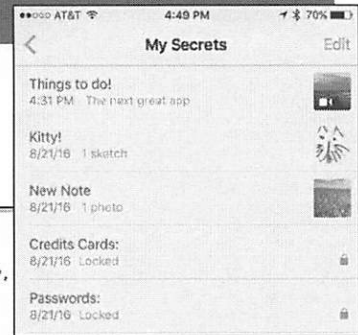 AT&T 4:49 PM 70%
My Secrets Edit
Things to do!
4:31 PM The next great app
Kitty!
8/21/16 1 sketch
New Note
8/21/16 1 photo
Credits Cards:
8/21/16 Locked
Passwords:
8/21/16 Locked